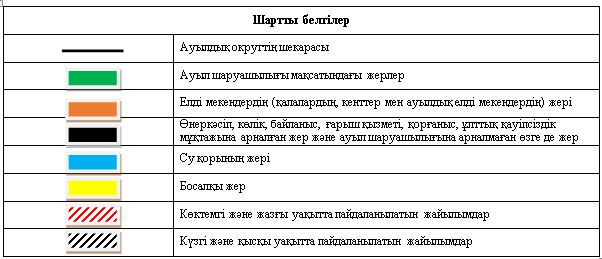 Шартты белгілер
Ауылдық округтің шекарасы
Ауыл шаруашылығы мақсатындағы жерлер
Елді мекендердің (қалалардың, кенттер мен ауылдық елді мекендердің) жері
Өнеркәсіп, көлік, байланыс, ғарыш қызметі, қорғаныс, ұлттық қауіпсіздік
мұқтажына арналған жер және ауыл шаруашылығына арналмаған өзге де жер
Су қорының жері
Босалқы жер
Көктемгі және жазғы уақытта пайдаланылатын жайылымдар
Күзгі және қысқы уақытта пайдаланылатын жайылымдар